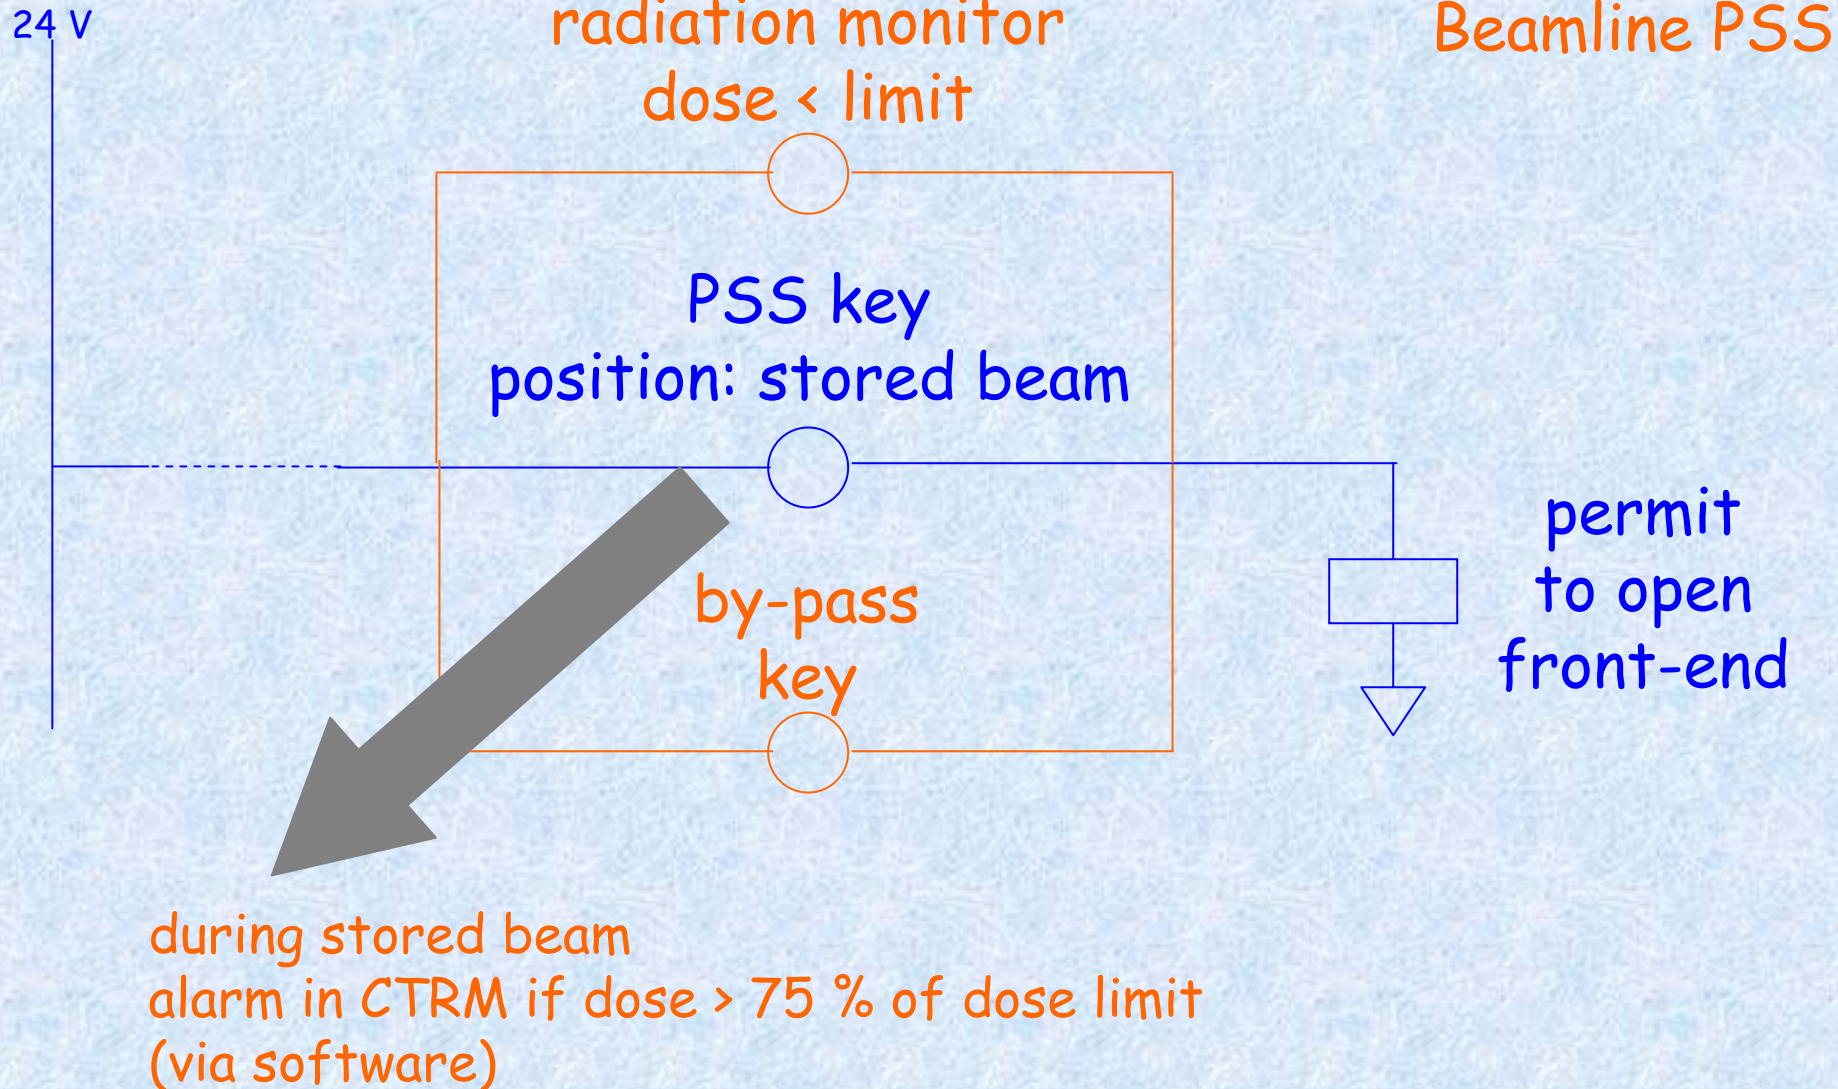 24 V
radiation monitor
dose < limit
Beamline PSS
PSS key
position: stored beam
by-pass
key
permit
to open
front-end
during stored beam
alarm in CTRM if dose > 75 % of dose limit
(via software)